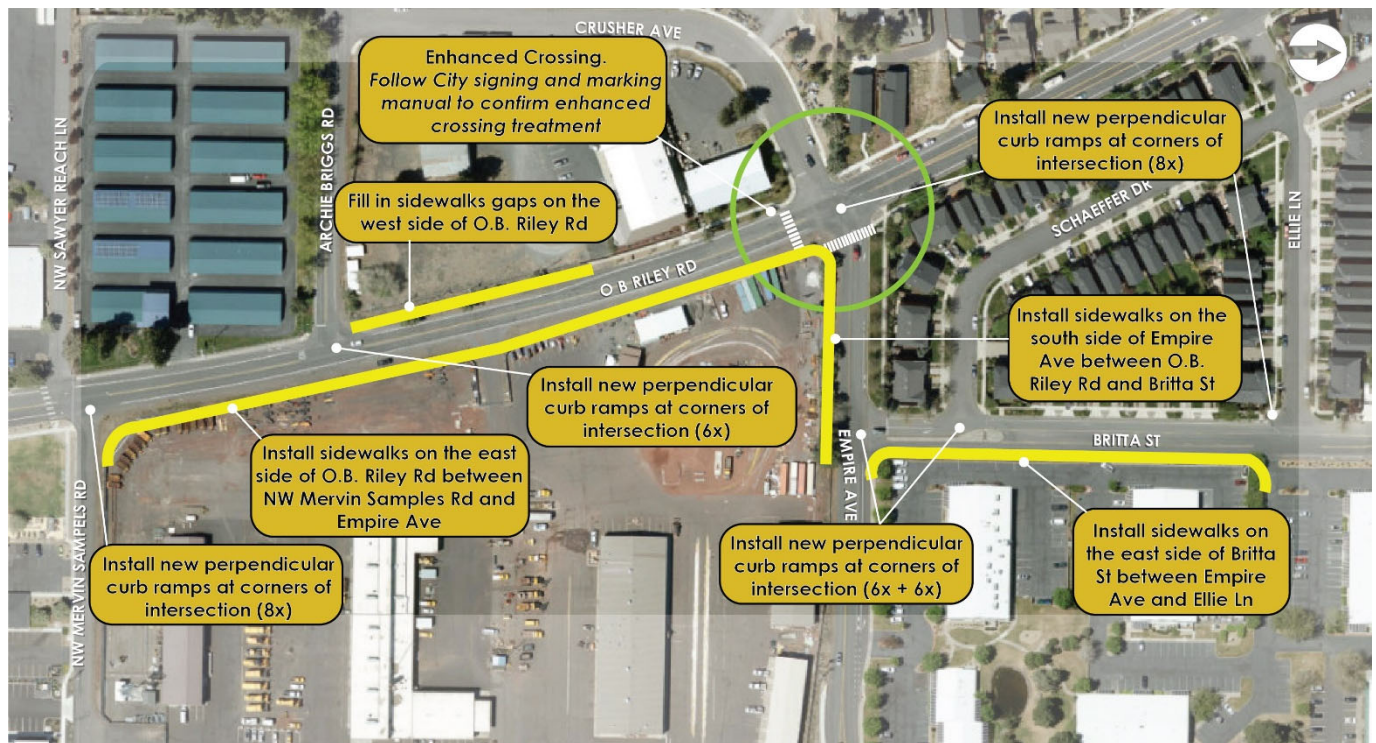 CRUSHER AVE
Enhanced Crossing.
Follow City signing and marking
manual to confirm enhanced
crossing treatment
Install new perpendicular
curb ramps at corners of
intersection (8x)
NW SAWYER REACH LN
ARCHIE BRIGGS RD
Fill in sidewalks gaps on the
west side of O.B. Riley Rd
SCHAEFFER DR
ELLIE LN
O B RILEY RD
Install sidewalks on the
south side of Empire
Ave between O.B.
Riley Rd and Britta St
Install new perpendicular
curb ramps at corners of
intersection (6x)
Install sidewalks on the east
side of O.B. Riley Rd between
NW Mervin Samples Rd and
Empire Ave
EMPIRE AVE
BRITTA ST
NW MERVIN SAMPELS RD
Install new perpendicular
curb ramps at corners of
intersection (8x)
Install new perpendicular
curb ramps at corners of
intersection (6x + 6x)
Install sidewalks on
the east side of Britta
St between Empire
Ave and Ellie Ln